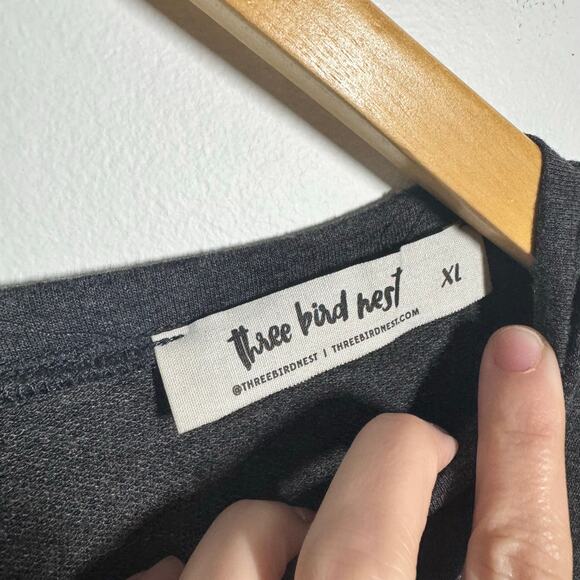 three bird nest
XL
@THREEBIRDNEST | THREEBIRDNEST.COM